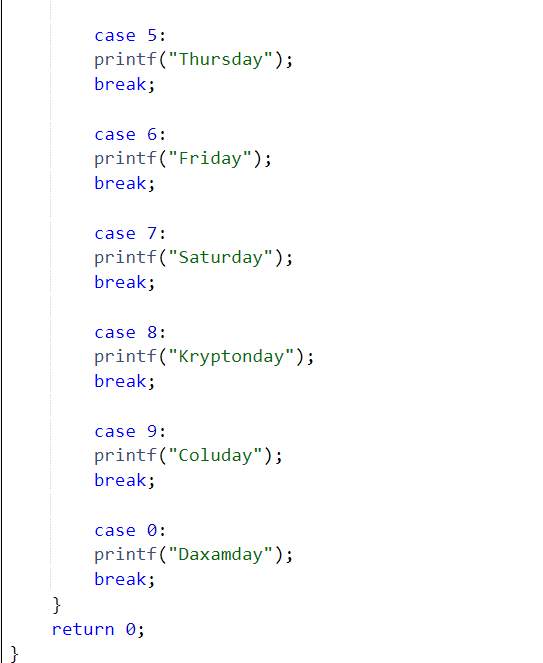 case 5:
printf("Thursday");
break;
case 6:
printf("Friday");
break;
case 7:
printf("Saturday");
break;
case 8:
printf("Kryptonday");
break;
case 9:
printf("Coluday");
break;
case 0:
printf("Daxamday");
break;
}
return 0;
}